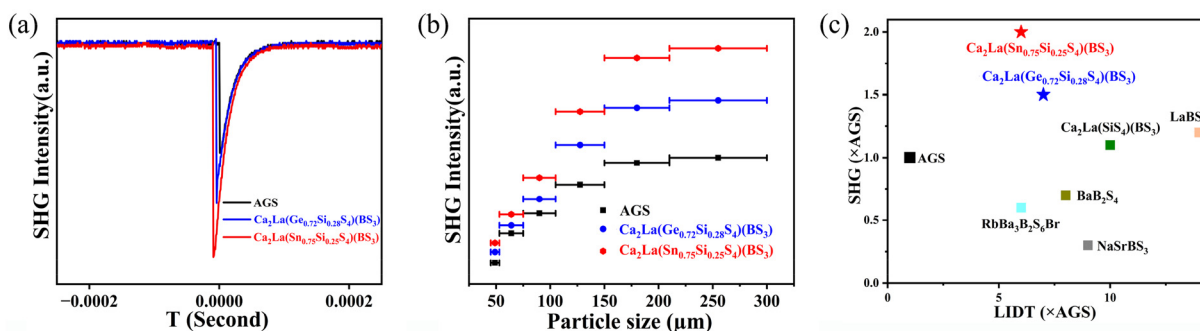 (a)
SHG Intensity(a.u.)
AGS
Ca₂La(Ge₀.₇₂Si₀.₂₈S₄)(BS₃)
Ca₂La(Sn₀.₇₅Si₀.₂₅S₄)(BS₃)
−0.0002 0.0000 0.0002
T (Second)
(b)
SHG Intensity(a.u.)
AGS
Ca₂La(Ge₀.₇₂Si₀.₂₈S₄)(BS₃)
Ca₂La(Sn₀.₇₅Si₀.₂₅S₄)(BS₃)
50 100 150 200 250 300
Particle size (μm)
(c)
SHG (×AGS)
2.0
1.5
1.0
0.5
0.0
Ca₂La(Sn₀.₇₅Si₀.₂₅S₄)(BS₃)
Ca₂La(Ge₀.₇₂Si₀.₂₈S₄)(BS₃)
LaBS
Ca₂La(SiS₄)(BS₃)
AGS
BaB₂S₄
RbBa₃B₂S₆Br
NaSrBS₃
5 10
LIDT (×AGS)